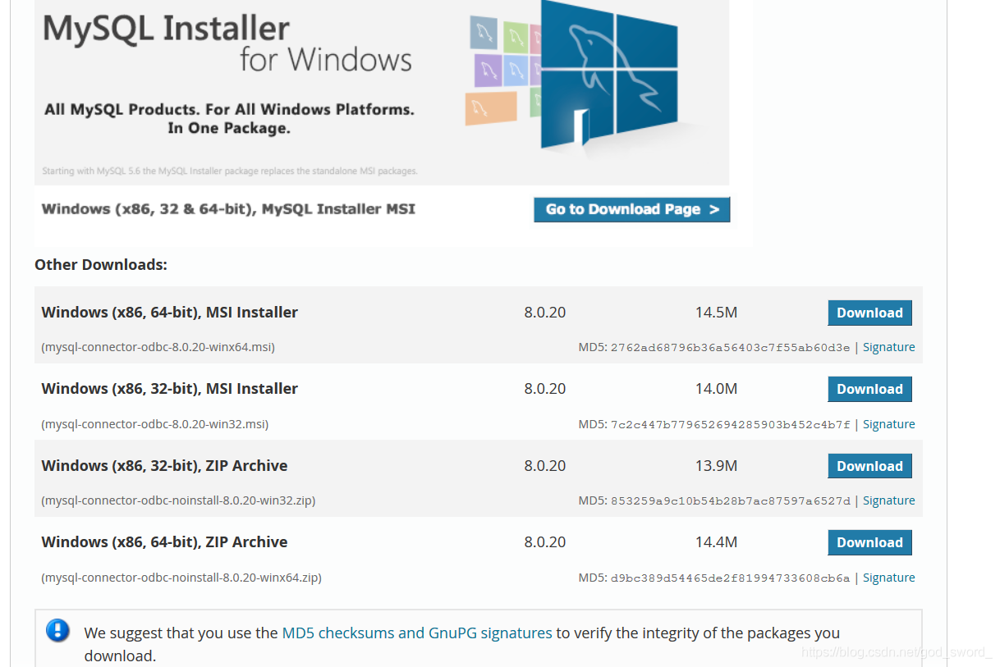 MySQL Installer
for Windows
All MySQL Products. For All Windows Platforms.
In One Package.
Starting with MySQL 5.6 the MySQL Installer package replaces the standalone MSI packages.
Windows (x86, 32 & 64-bit), MySQL Installer MSI
Go to Download Page >
Other Downloads:
Windows (x86, 64-bit), MSI Installer 8.0.20 14.5M Download
(mysql-connector-odbc-8.0.20-winx64.msi) MD5: 2762ad68796b36a56403c7f55ab60d3e | Signature
Windows (x86, 32-bit), MSI Installer 8.0.20 14.0M Download
(mysql-connector-odbc-8.0.20-win32.msi) MD5: 7c2c447b779652694285903b452c4b7f | Signature
Windows (x86, 32-bit), ZIP Archive 8.0.20 13.9M Download
(mysql-connector-odbc-noinstall-8.0.20-win32.zip) MD5: 853259a9c10b54b28b7ac87597a6527d | Signature
Windows (x86, 64-bit), ZIP Archive 8.0.20 14.4M Download
(mysql-connector-odbc-noinstall-8.0.20-winx64.zip) MD5: d9bc389d54465de2f81994733608cb6a | Signature
We suggest that you use the MD5 checksums and GnuPG signatures to verify the integrity of the packages you
download.
https://blog.csdn.net/god_sword_